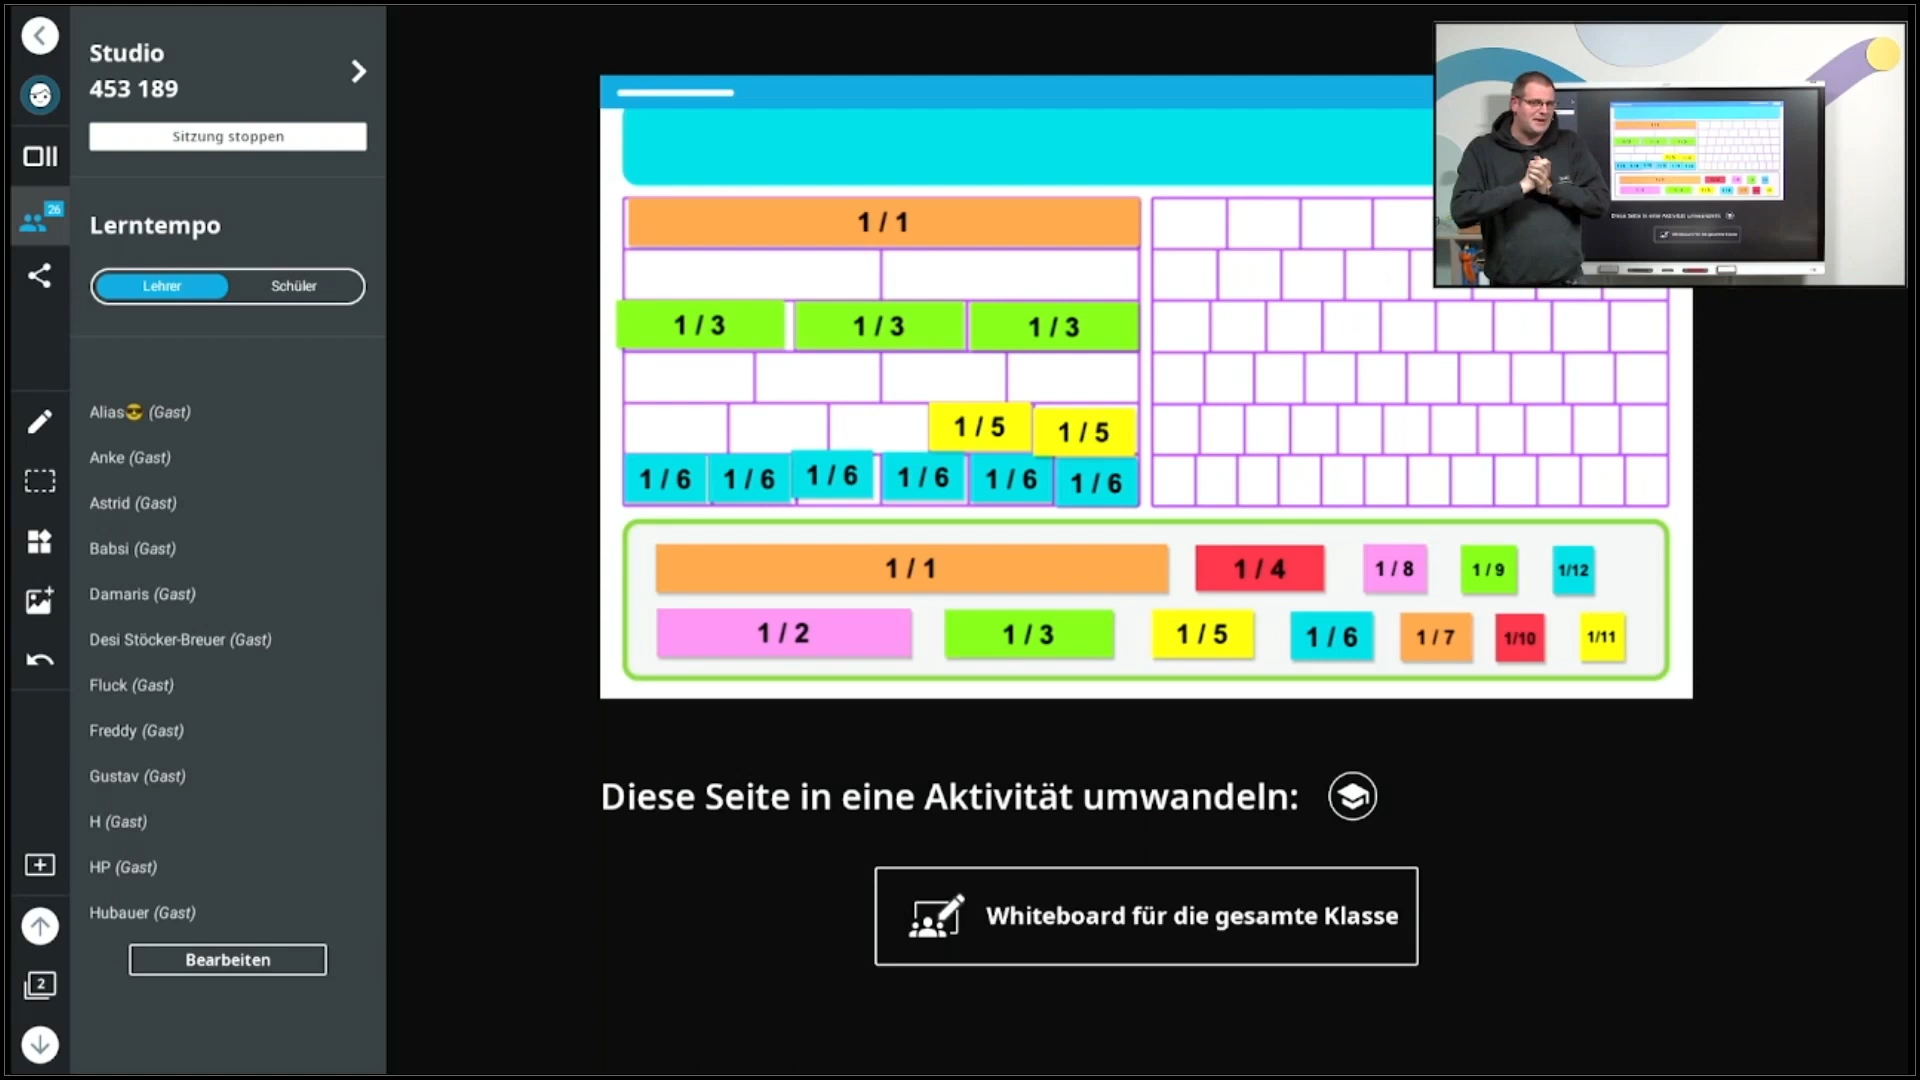 Studio
453 189
Sitzung stoppen
26
Lerntempo
Lehrer Schüler
Alias😎 (Gast)
Anke (Gast)
Astrid (Gast)
Babsi (Gast)
Damaris (Gast)
Desi Stöcker-Breuer (Gast)
Fluck (Gast)
Freddy (Gast)
Gustav (Gast)
H (Gast)
HP (Gast)
Hubauer (Gast)
Bearbeiten
2
1 / 1
1 / 3 1 / 3 1 / 3
1 / 5 1 / 5
1 / 6 1 / 6 1 / 6 1 / 6 1 / 6 1 / 6
1 / 1 1 / 4 1 / 8 1 / 9 1/12
1 / 2 1 / 3 1 / 5 1 / 6 1 / 7 1/10 1/11
Diese Seite in eine Aktivität umwandeln:
Whiteboard für die gesamte Klasse